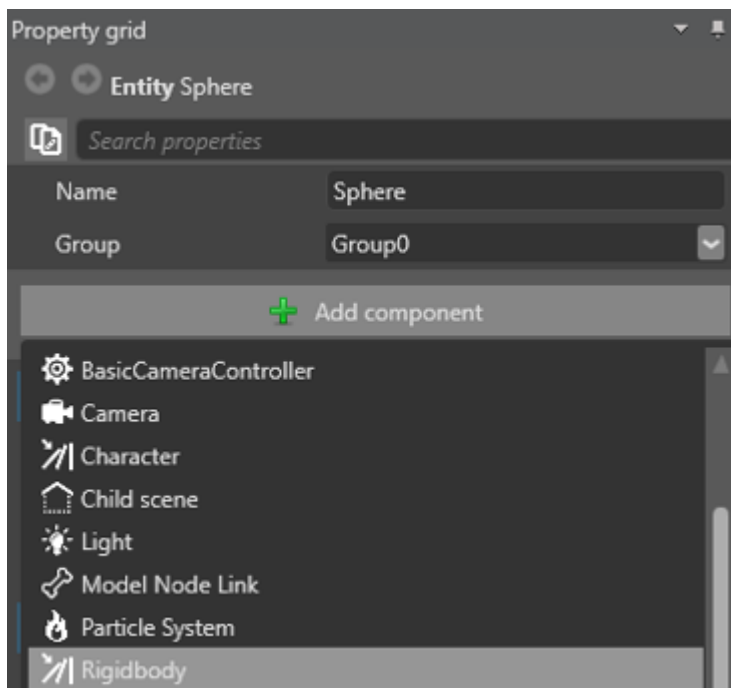 Property grid
Entity Sphere
Search properties
Name Sphere
Group Group0
Add component
BasicCameraController
Camera
Character
Child scene
Light
Model Node Link
Particle System
Rigidbody